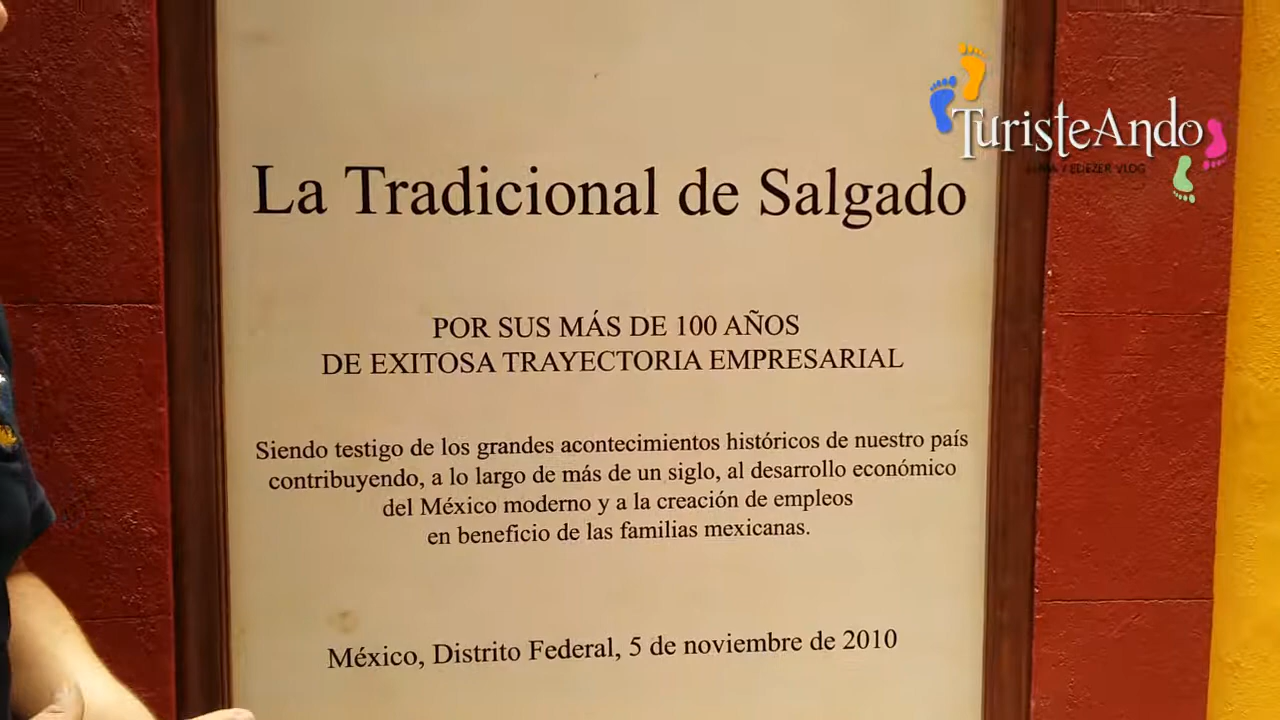 TuristeAndo
La Tradicional de Salgado
POR SUS MÁS DE 100 AÑOS
DE EXITOSA TRAYECTORIA EMPRESARIAL
Siendo testigo de los grandes acontecimientos históricos de nuestro país
contribuyendo, a lo largo de más de un siglo, al desarrollo económico
del México moderno y a la creación de empleos
en beneficio de las familias mexicanas.
México, Distrito Federal, 5 de noviembre de 2010